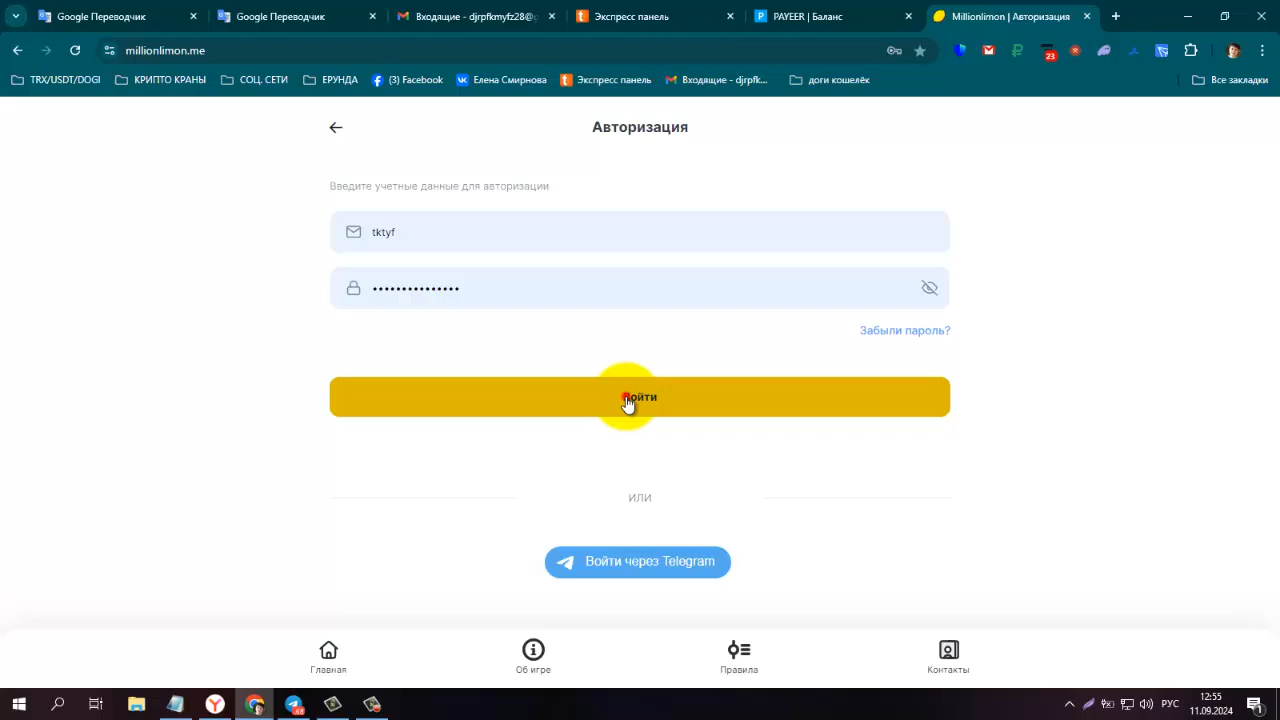 Google Переводчик
Google Переводчик
Входящие - djrpfkmyfz28@g
Экспресс панель
PAYEER | Баланс
Millionlimon | Авторизация
millionlimon.me
23
TRX/USDT/DOGI
КРИПТО КРАНЫ
СОЦ. СЕТИ
ЕРУНДА
(3) Facebook
Елена Смирнова
Экспресс панель
Входящие - djrpfk...
доги кошелёк
Все закладки
Авторизация
Введите учетные данные для авторизации
tktyf
•••••••••••••••
Забыли пароль?
ойти
ИЛИ
Войти через Telegram
Главная
Об игре
Правила
Контакты
РУС
12:55
11.09.2024